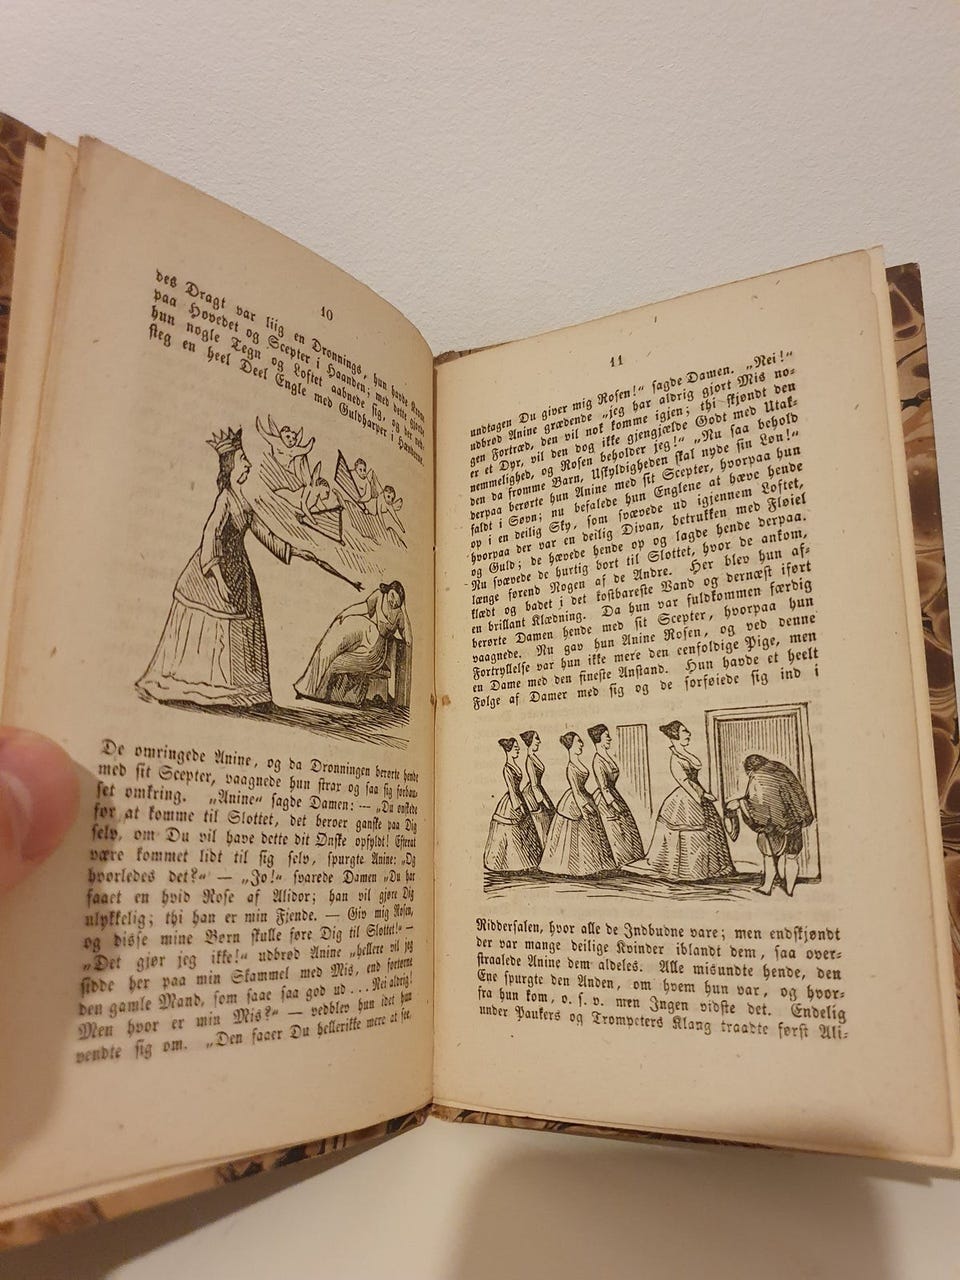 10
des Dragt var liig en Dronnings, hun havde Krone
paa Hovedet og Scepter i Haanden; med dette gjorde
hun nogle Tegn og Loftet aabnede sig, og der ned-
steg en heel Deel Engle med Guldharper i Hænderne.
De omringede Anine, og da Dronningen berørte hende
med sit Scepter, vaagnede hun strax og saa sig forbau-
set omkring. „Anine“ sagde Damen: — „Du ønskede
før at komme til Slottet, det beroer ganske paa Dig
selv, om Du vil have dette dit Ønske opfyldt! Efterat
være kommet lidt til sig selv, spurgte Anine: „Og
hvorledes det?“ — „Jo!“ svarede Damen „Du har
faaet en hvid Rose af Alidor; han vil gjøre Dig
ulykkelig; thi han er min Fjende. — Giv mig Rosen,
og disse mine Børn skulle føre Dig til Slottet!“ —
„Det gjør jeg ikke!“ udbrød Anine „hellere vil jeg
sidde her paa min Skammel med Mis, end fortørne
den gamle Mand, som saae saa god ud... Nei aldrig!
Men hvor er min Mis?“ — vedblev hun idet hun
vendte sig om. „Den faaer Du hellerikke mere at see,
11
undtagen Du giver mig Rosen!“ sagde Damen. „Nei!“
udbrød Anine grædende „jeg har aldrig gjort Mis no-
gen Fortræd, den vil nok komme igjen; thi skjøndt den
er et Dyr, vil den dog ikke gjengjælde Godt med Utak-
nemmelighed, og Rosen beholder jeg!“ „Nu saa behold
den da fromme Barn, Uskyldigheden skal nyde sin Løn!“
derpaa berørte hun Anine med sit Scepter, hvorpaa hun
faldt i Søvn; nu befalede hun Englene at hæve hende
op i en deilig Sky, som svævede ud igjennem Loftet,
hvorpaa der var en deilig Divan, betrukken med Fløiel
og Guld; de hævede hende op og lagde hende derpaa.
Nu svævede de hurtig bort til Slottet, hvor de ankom,
længe førend Nogen af de Andre. Her blev hun af-
klædt og badet i det kostbareste Vand og dernæst iført
en brillant Klædning. Da hun var fuldkommen færdig
berørte Damen hende med sit Scepter, hvorpaa hun
vaagnede. Nu gav hun Anine Rosen, og ved denne
Fortryllelse var hun ikke mere den eenfoldige Pige, men
en Dame med den fineste Anstand. Hun havde et heelt
Følge af Damer med sig og de forføiede sig ind i
Riddersalen, hvor alle de Indbudne vare; men endskjøndt
der var mange deilige Kvinder iblandt dem, saa over-
straalede Anine dem aldeles. Alle misundte hende, den
Ene spurgte den Anden, om hvem hun var, og hvor-
fra hun kom, o. s. v. men Ingen vidste det. Endelig
under Paukers og Trompeters Klang traadte først Ali-